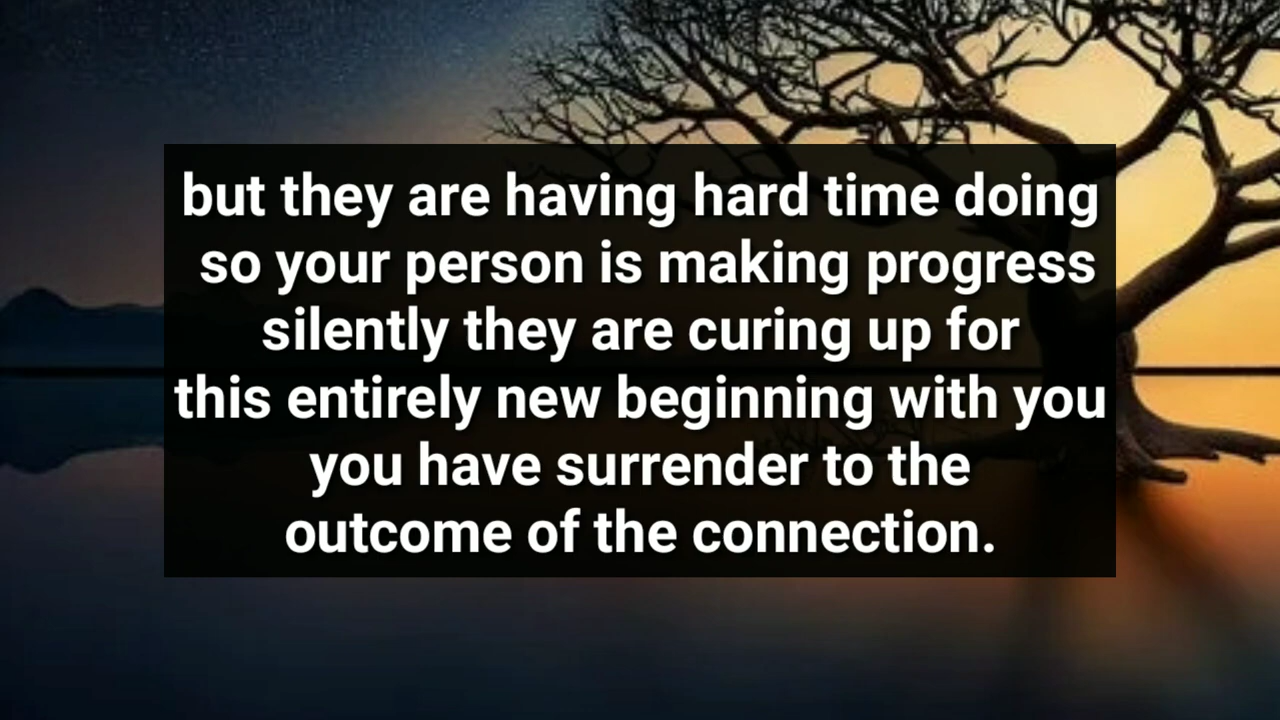 but they are having hard time doing
so your person is making progress
silently they are curing up for
this entirely new beginning with you
you have surrender to the
outcome of the connection.